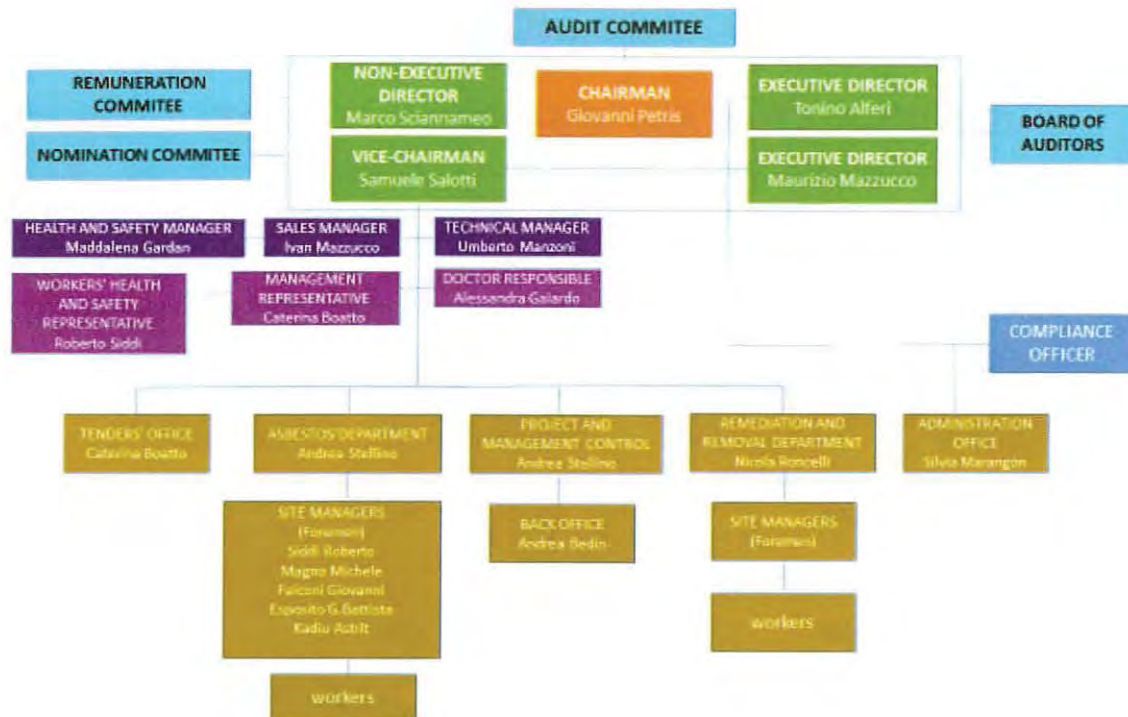 AUDIT COMMITEE
REMUNERATION
COMMITEE
NOMINATION COMMITEE
NON-EXECUTIVE
DIRECTOR
Marco Sciannameo
CHAIRMAN
Giovanni Petris
EXECUTIVE DIRECTOR
Tonino Alferi
VICE-CHAIRMAN
Samuele Salotti
EXECUTIVE DIRECTOR
Maurizio Mazzucco
BOARD OF
AUDITORS
HEALTH AND SAFETY MANAGER
Maddalena Gardan
SALES MANAGER
Ivan Mazzucco
TECHNICAL MANAGER
Umberto Manzoni
WORKERS' HEALTH
AND SAFETY
REPRESENTATIVE
Roberto Siddi
MANAGEMENT
REPRESENTATIVE
Caterina Boatto
DOCTOR RESPONSIBLE
Alessandra Galardo
COMPLIANCE
OFFICER
TENDERS' OFFICE
Caterina Boatto
ASBESTOS DEPARTMENT
Andrea Stellino
PROJECT AND
MANAGEMENT CONTROL
Andrea Stellino
REMEDIATION AND
REMOVAL DEPARTMENT
Nicola Roncelli
ADMINISTRATION
OFFICE
Silvia Marangon
SITE MANAGERS
(Foremen)
Siddi Roberto
Magno Michele
Falconi Giovanni
Esposito G.Battista
Kadiu Astrit
BACK OFFICE
Andrea Bedin
SITE MANAGERS
(Foremen)
workers
workers